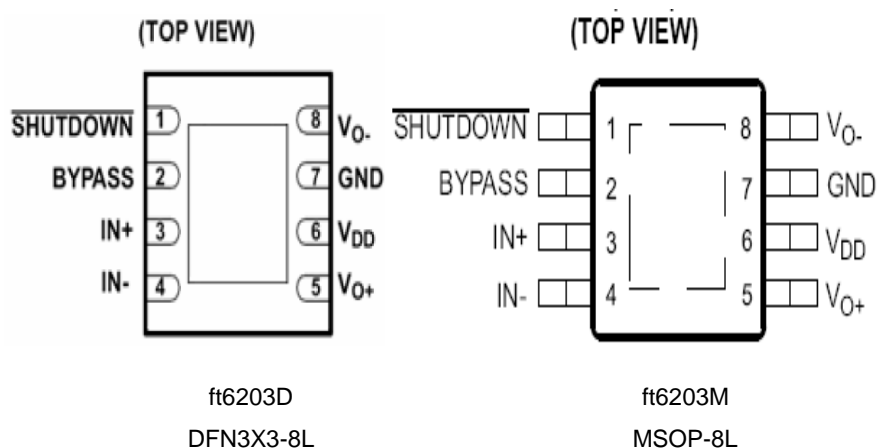 (TOP VIEW)
SHUTDOWN 1
BYPASS 2
IN+ 3
IN- 4
8 VO-
7 GND
6 VDD
5 VO+
ft6203D
DFN3X3-8L
(TOP VIEW)
SHUTDOWN 1
BYPASS 2
IN+ 3
IN- 4
8 VO-
7 GND
6 VDD
5 VO+
ft6203M
MSOP-8L